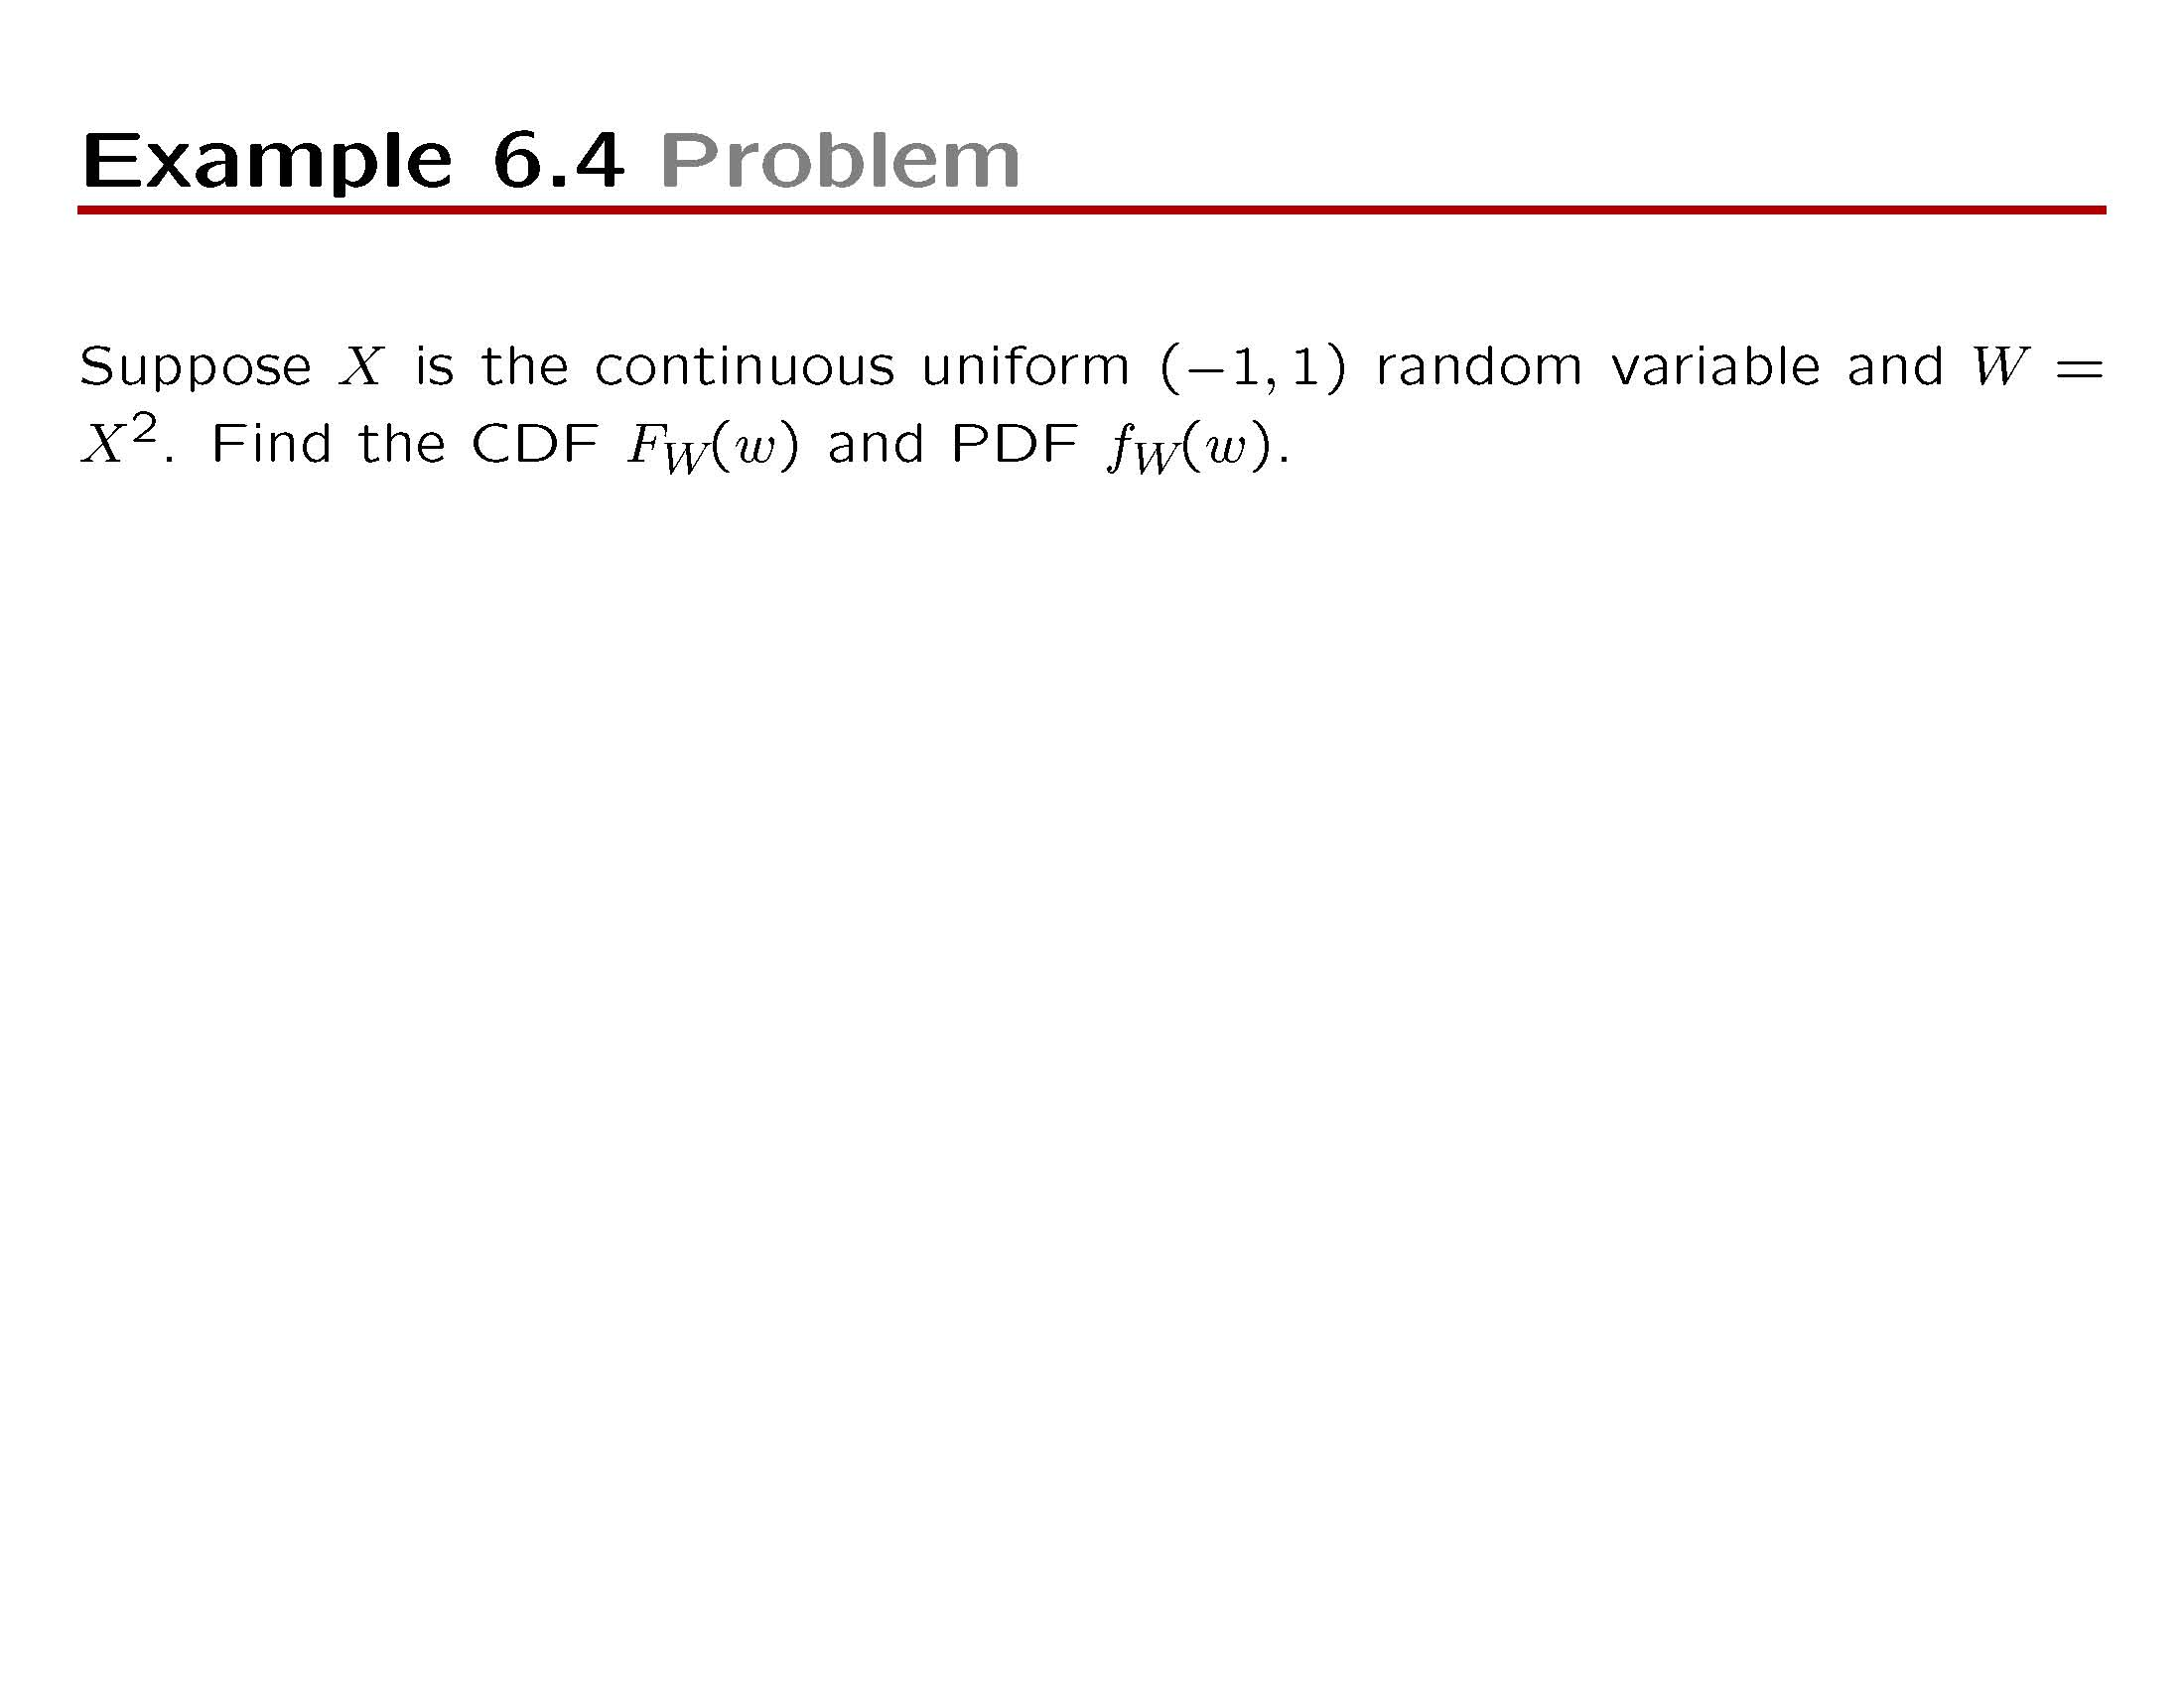 Example 6.4 Problem
Suppose X is the continuous uniform (−1, 1) random variable and W =
X². Find the CDF F_W(w) and PDF f_W(w).